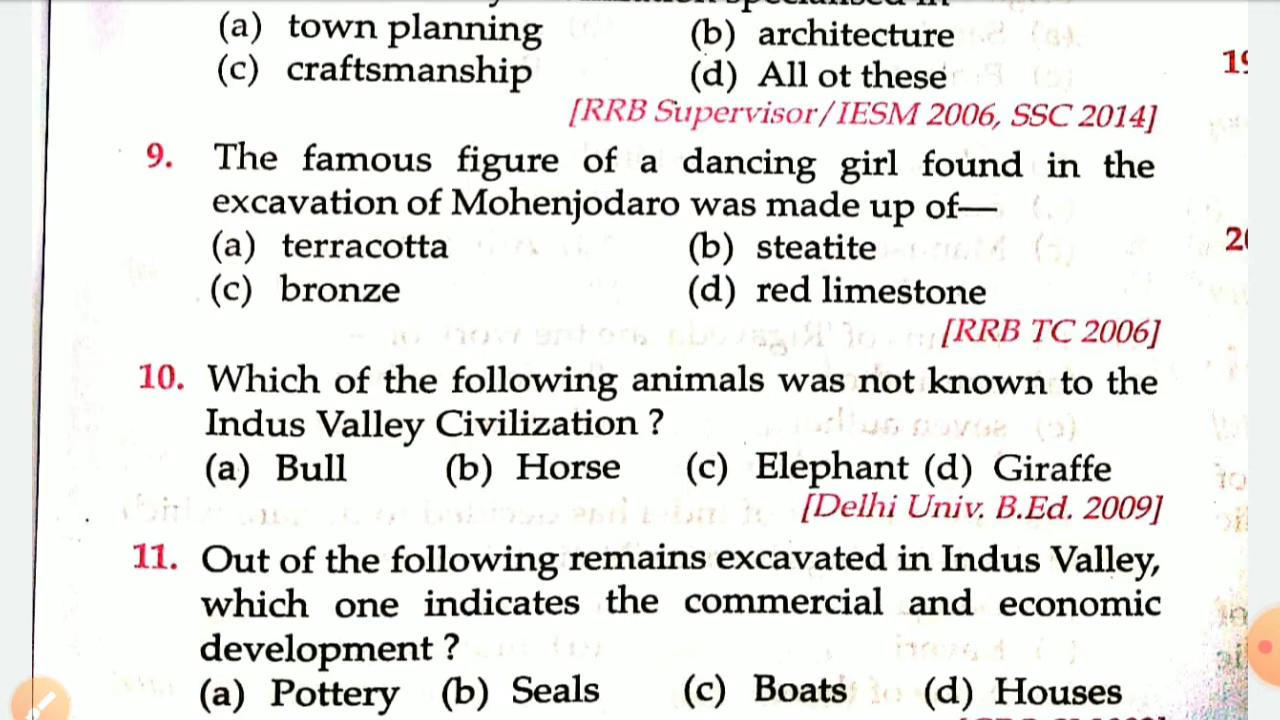 (a) town planning (b) architecture
(c) craftsmanship (d) All ot these
[RRB Supervisor/IESM 2006, SSC 2014]
9. The famous figure of a dancing girl found in the
excavation of Mohenjodaro was made up of—
(a) terracotta (b) steatite
(c) bronze (d) red limestone
[RRB TC 2006]
10. Which of the following animals was not known to the
Indus Valley Civilization ?
(a) Bull (b) Horse (c) Elephant (d) Giraffe
[Delhi Univ. B.Ed. 2009]
11. Out of the following remains excavated in Indus Valley,
which one indicates the commercial and economic
development ?
(a) Pottery (b) Seals (c) Boats (d) Houses